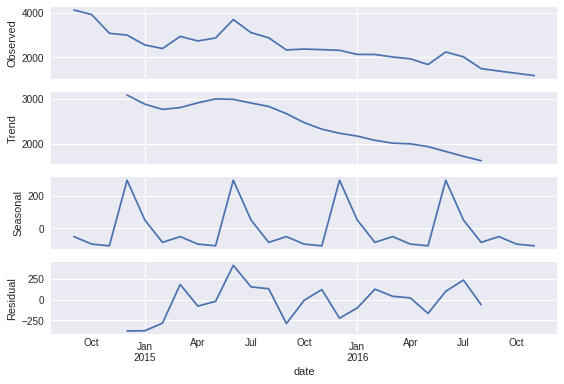 4000
2000
Observed
3000
2000
Trend
200
0
Seasonal
250
0
−250
Residual
Oct
Jan
2015
Apr
Jul
Oct
Jan
2016
Apr
Jul
Oct
date